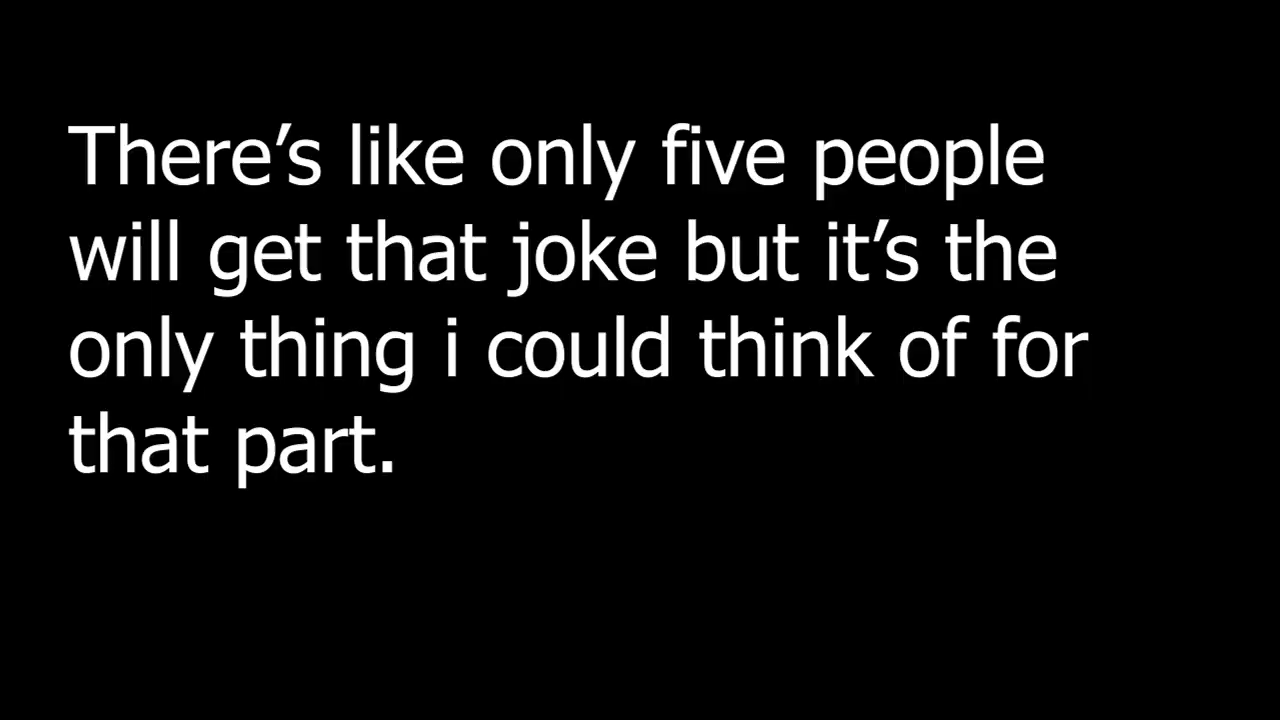 There’s like only five people
will get that joke but it’s the
only thing i could think of for
that part.